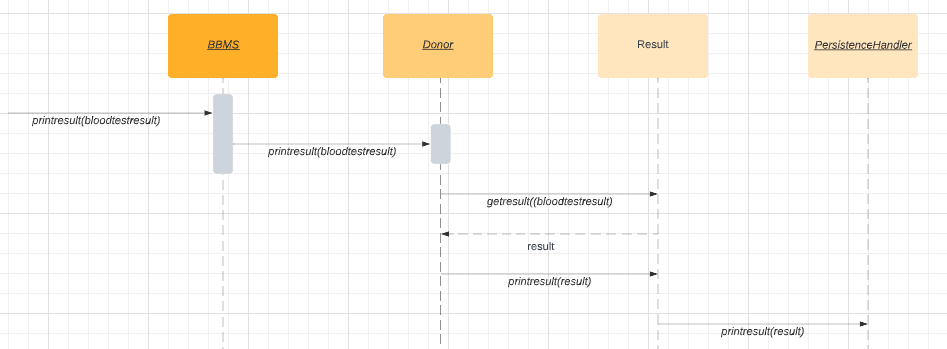 BBMS
Donor
Result
PersistenceHandler
printresult(bloodtestresult)
printresult(bloodtestresult)
getresult((bloodtestresult)
result
printresult(result)
printresult(result)